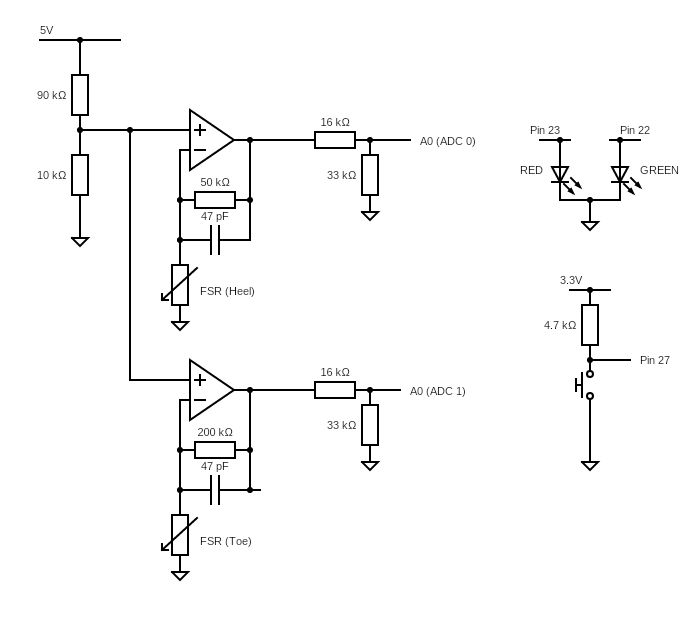 5V
90 kΩ
10 kΩ
50 kΩ
47 pF
FSR (Heel)
16 kΩ
33 kΩ
A0 (ADC 0)
200 kΩ
47 pF
FSR (Toe)
16 kΩ
33 kΩ
A0 (ADC 1)
Pin 23
Pin 22
RED
GREEN
3.3V
4.7 kΩ
Pin 27